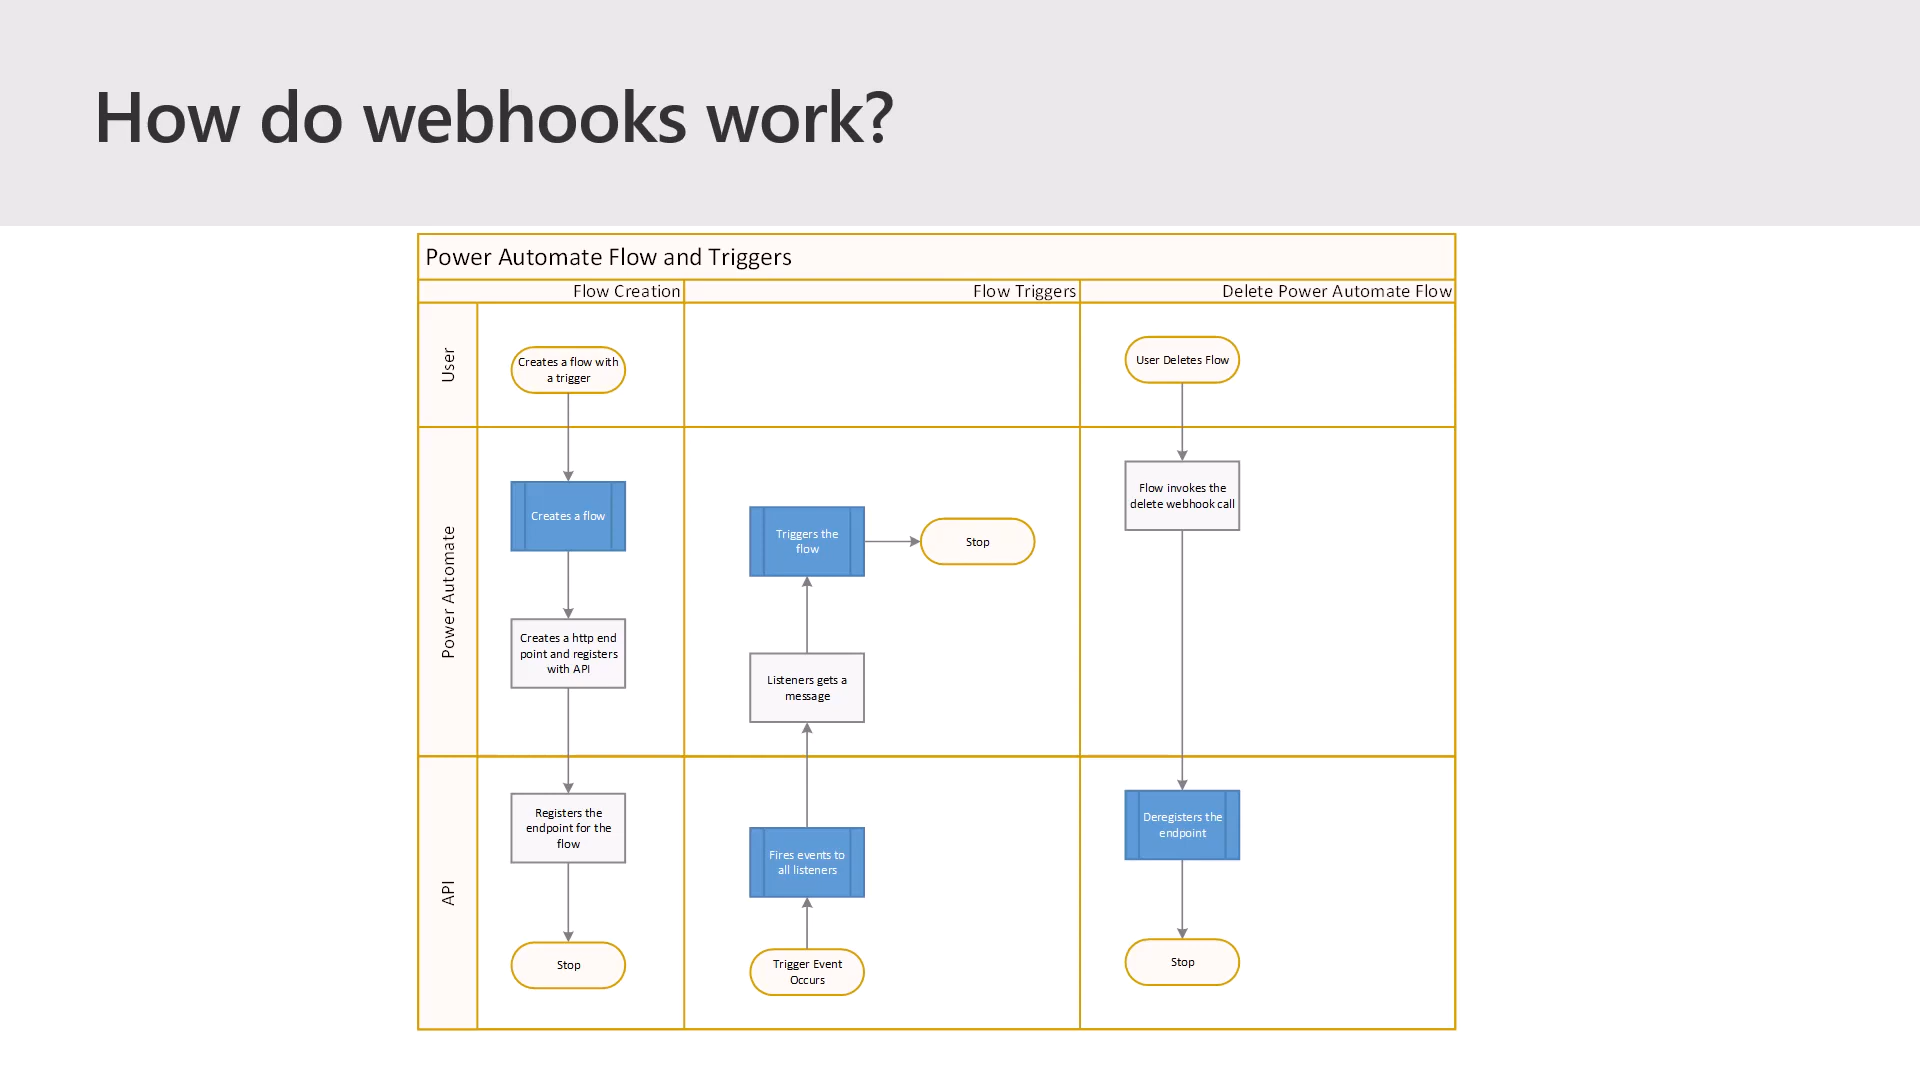 How do webhooks work?
Power Automate Flow and Triggers
Flow Creation
Flow Triggers
Delete Power Automate Flow
User
Creates a flow with
a trigger
User Deletes Flow
Power Automate
Creates a flow
Creates a http end
point and registers
with API
Triggers the
flow
Stop
Listeners gets a
message
Flow invokes the
delete webhook call
API
Registers the
endpoint for the
flow
Stop
Fires events to
all listeners
Trigger Event
Occurs
Deregisters the
endpoint
Stop